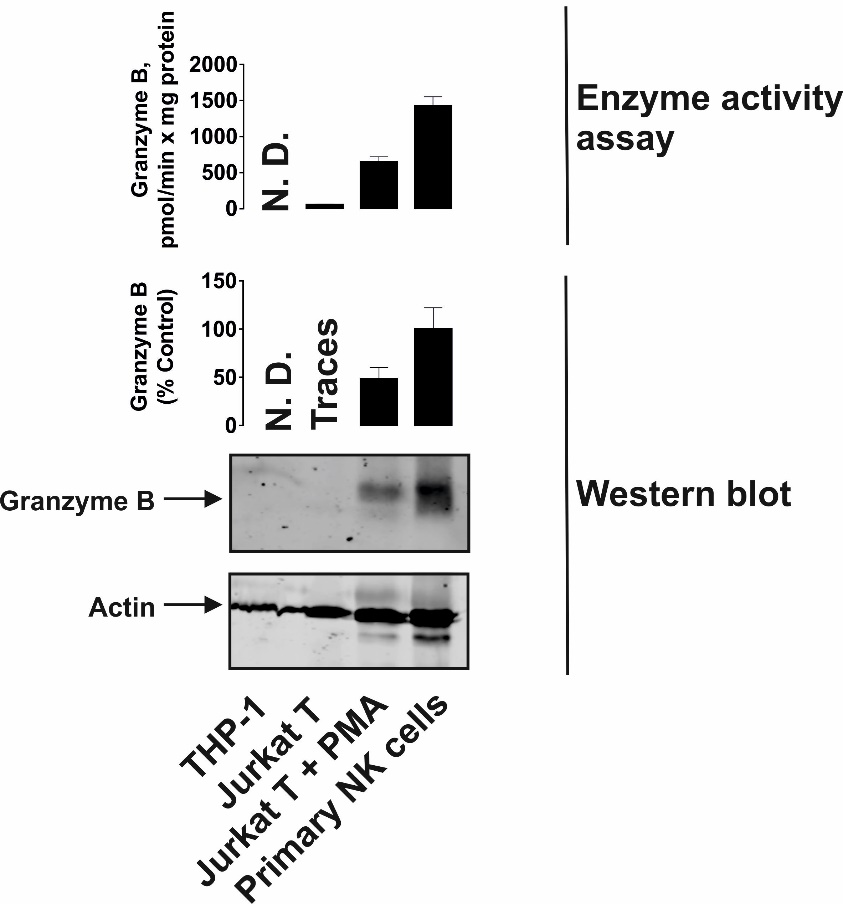 Granzyme B,
pmol/min x mg protein
2000
1500
1000
500
0
N. D.
Enzyme activity
assay
Granzyme B
(% Control)
150
100
50
0
N. D.
Traces
Granzyme B
Western blot
Actin
THP-1
Jurkat T
Jurkat T + PMA
Primary NK cells